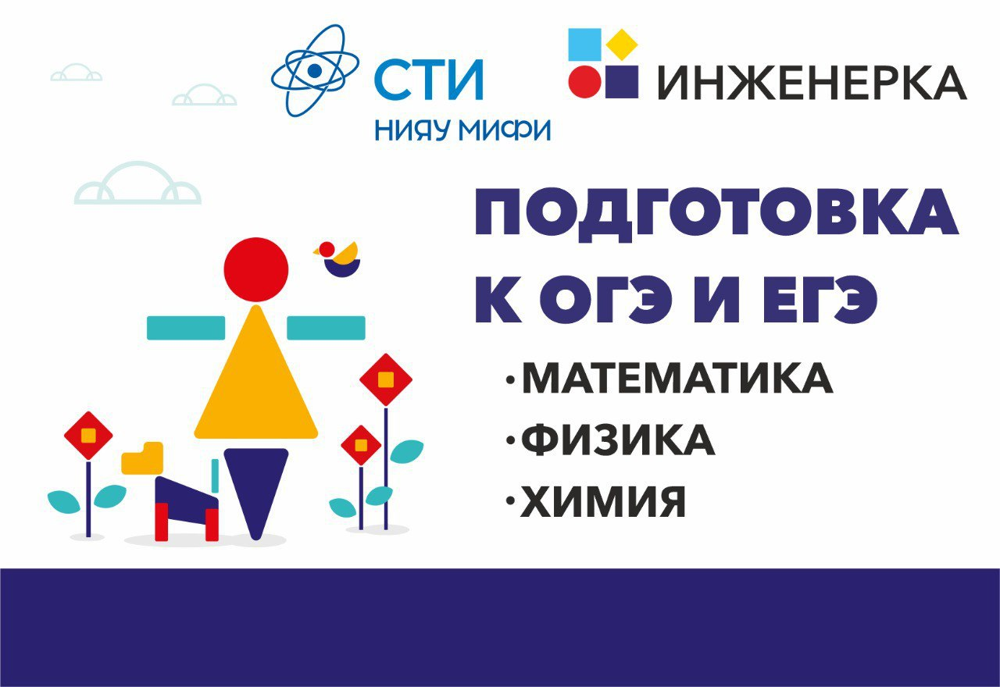 СТИ
НИЯУ МИФИ
ИНЖЕНЕРКА
ПОДГОТОВКА
К ОГЭ И ЕГЭ
·МАТЕМАТИКА
·ФИЗИКА
·ХИМИЯ